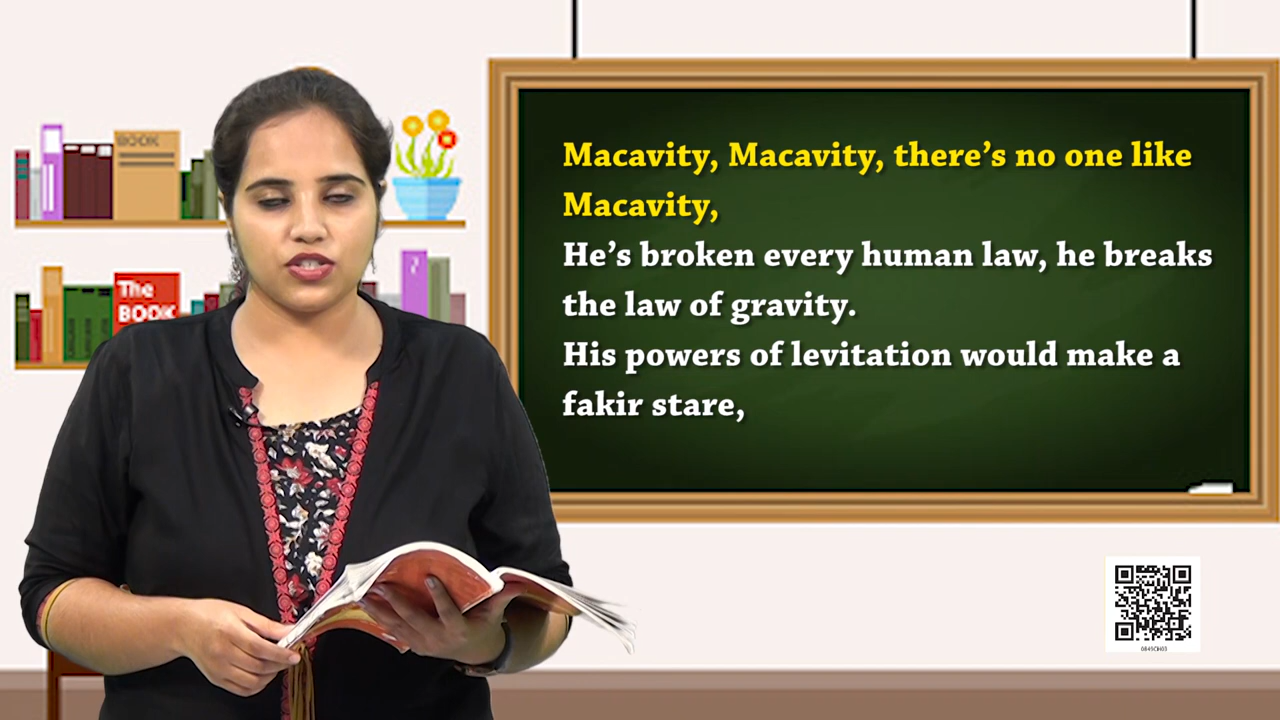 Macavity, Macavity, there's no one like
Macavity,
He's broken every human law, he breaks
the law of gravity.
His powers of levitation would make a
fakir stare,
BOOK
The
BOOK